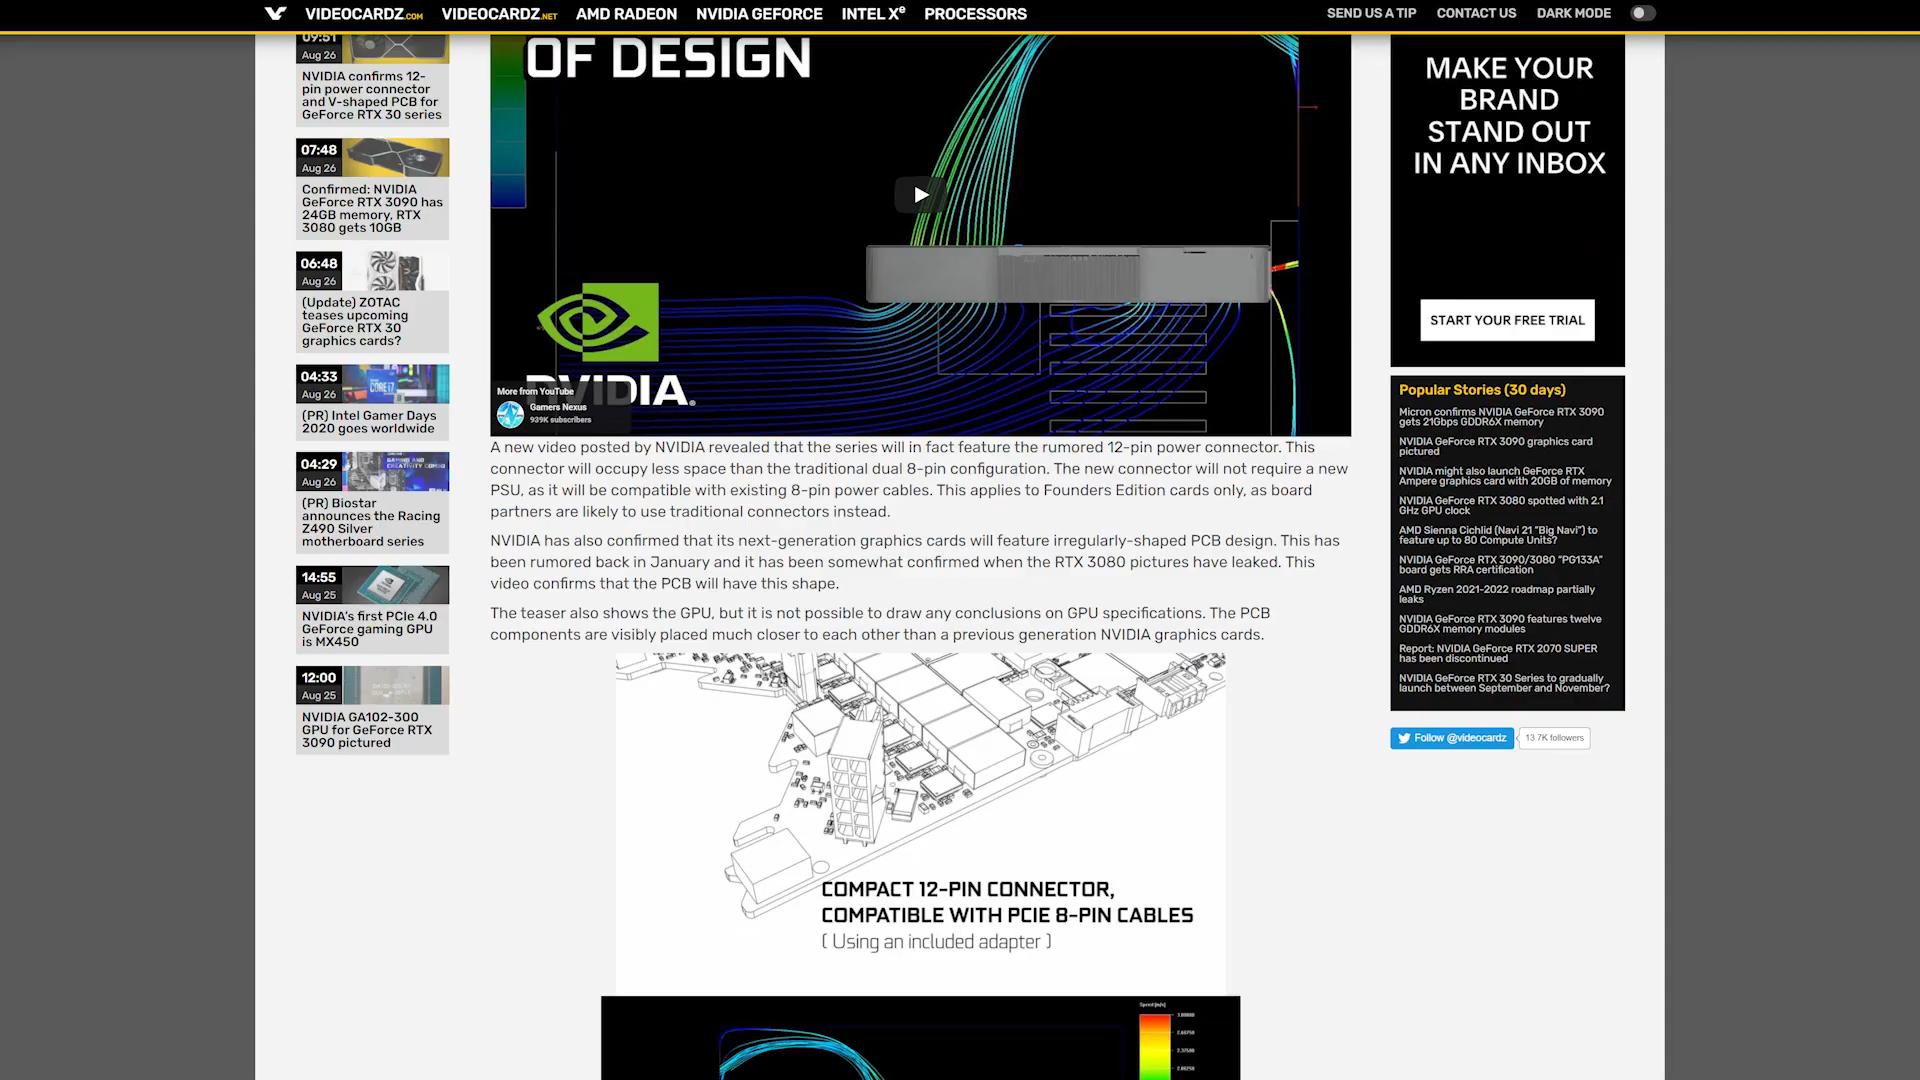 VIDEOCARDZ.COM VIDEOCARDZ.NET AMD RADEON NVIDIA GEFORCE INTEL Xe PROCESSORS SEND US A TIP CONTACT US DARK MODE
09:51
Aug 26
NVIDIA confirms 12-
pin power connector
and V-shaped PCB for
GeForce RTX 30 series
07:48
Aug 26
Confirmed: NVIDIA
GeForce RTX 3090 has
24GB memory, RTX
3080 gets 10GB
06:48
Aug 26
(Update) ZOTAC
teases upcoming
GeForce RTX 30
graphics cards?
04:33
Aug 26
CORE i7
(PR) Intel Gamer Days
2020 goes worldwide
04:29
Aug 26
GAMING AND
CREATIVITY COMBO
(PR) Biostar
announces the Racing
Z490 Silver
motherboard series
14:55
Aug 25
NVIDIA's first PCIe 4.0
GeForce gaming GPU
is MX450
12:00
Aug 25
NVIDIA GA102-300
GPU for GeForce RTX
3090 pictured
OF DESIGN
NVIDIA.
More from YouTube
Gamers Nexus
939K subscribers
A new video posted by NVIDIA revealed that the series will in fact feature the rumored 12-pin power connector. This
connector will occupy less space than the traditional dual 8-pin configuration. The new connector will not require a new
PSU, as it will be compatible with existing 8-pin power cables. This applies to Founders Edition cards only, as board
partners are likely to use traditional connectors instead.
NVIDIA has also confirmed that its next-generation graphics cards will feature irregularly-shaped PCB design. This has
been rumored back in January and it has been somewhat confirmed when the RTX 3080 pictures have leaked. This
video confirms that the PCB will have this shape.
The teaser also shows the GPU, but it is not possible to draw any conclusions on GPU specifications. The PCB
components are visibly placed much closer to each other than a previous generation NVIDIA graphics cards.
COMPACT 12-PIN CONNECTOR,
COMPATIBLE WITH PCIE 8-PIN CABLES
( Using an included adapter )
Speed [m/s]
3.00000
2.68750
2.37500
2.06250
MAKE YOUR
BRAND
STAND OUT
IN ANY INBOX
START YOUR FREE TRIAL
Popular Stories (30 days)
Micron confirms NVIDIA GeForce RTX 3090
gets 21Gbps GDDR6X memory
NVIDIA GeForce RTX 3090 graphics card
pictured
NVIDIA might also launch GeForce RTX
Ampere graphics card with 20GB of memory
NVIDIA GeForce RTX 3080 spotted with 2.1
GHz GPU clock
AMD Sienna Cichlid (Navi 21 "Big Navi") to
feature up to 80 Compute Units?
NVIDIA GeForce RTX 3090/3080 "PG133A"
board gets RRA certification
AMD Ryzen 2021-2022 roadmap partially
leaks
NVIDIA GeForce RTX 3090 features twelve
GDDR6X memory modules
Report: NVIDIA GeForce RTX 2070 SUPER
has been discontinued
NVIDIA GeForce RTX 30 Series to gradually
launch between September and November?
Follow @videocardz 13.7K followers